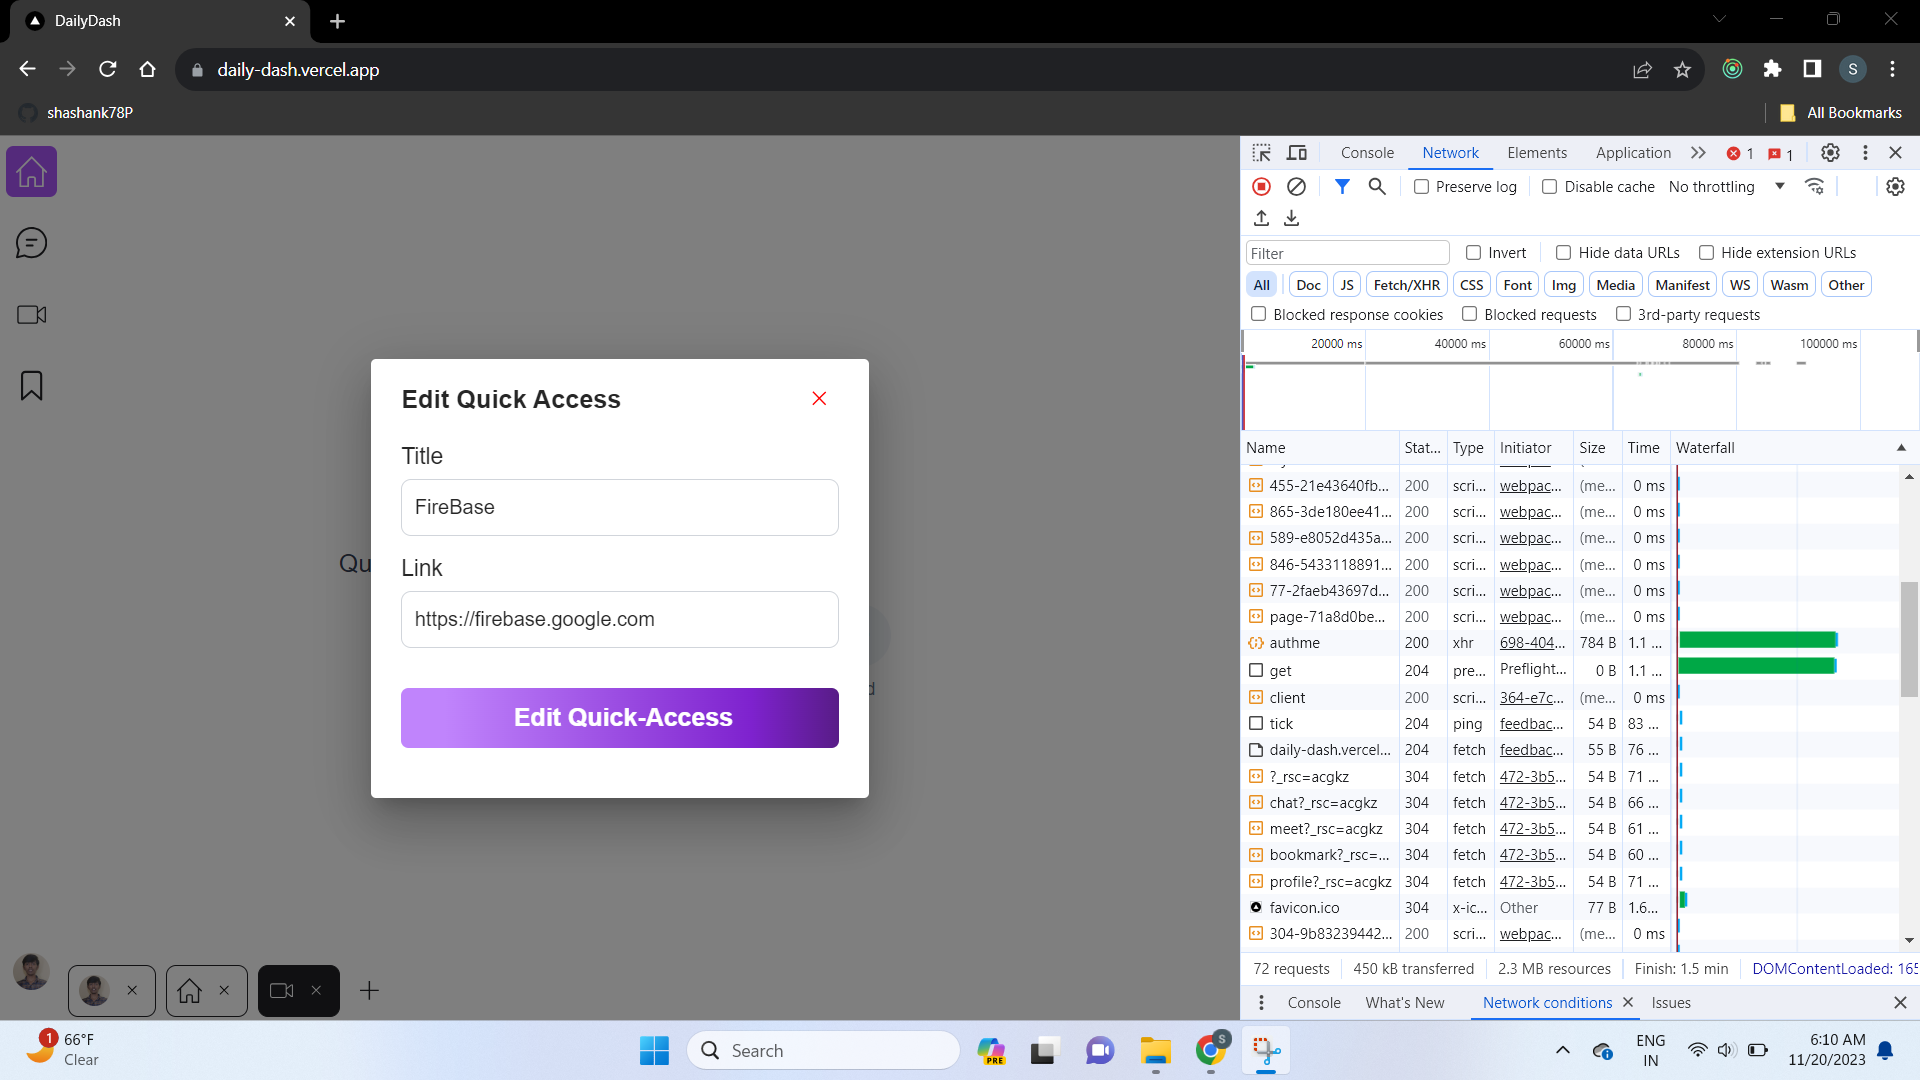 DailyDash
daily-dash.vercel.app
S
shashank78P
All Bookmarks
Console Network Elements Application 1 1
Preserve log Disable cache No throttling
Filter Invert Hide data URLs Hide extension URLs
All Doc JS Fetch/XHR CSS Font Img Media Manifest WS Wasm Other
Blocked response cookies Blocked requests 3rd-party requests
20000 ms 40000 ms 60000 ms 80000 ms 100000 ms
Name Stat... Type Initiator Size Time Waterfall
455-21e43640fb... 200 scri... webpac... (me... 0 ms
865-3de180ee41... 200 scri... webpac... (me... 0 ms
589-e8052d435a... 200 scri... webpac... (me... 0 ms
846-5433118891... 200 scri... webpac... (me... 0 ms
77-2faeb43697d... 200 scri... webpac... (me... 0 ms
page-71a8d0be... 200 scri... webpac... (me... 0 ms
authme 200 xhr 698-404... 784 B 1.1 ...
get 204 pre... Preflight... 0 B 1.1 ...
client 200 scri... 364-e7c... (me... 0 ms
tick 204 ping feedbac... 54 B 83 ...
daily-dash.vercel... 204 fetch feedbac... 55 B 76 ...
?_rsc=acgkz 304 fetch 472-3b5... 54 B 71 ...
chat?_rsc=acgkz 304 fetch 472-3b5... 54 B 66 ...
meet?_rsc=acgkz 304 fetch 472-3b5... 54 B 61 ...
bookmark?_rsc=... 304 fetch 472-3b5... 54 B 60 ...
profile?_rsc=acgkz 304 fetch 472-3b5... 54 B 71 ...
favicon.ico 304 x-ic... Other 77 B 1.6...
304-9b83239442... 200 scri... webpac... (me... 0 ms
72 requests 450 kB transferred 2.3 MB resources Finish: 1.5 min DOMContentLoaded: 165
Console What's New Network conditions Issues
Edit Quick Access
Title
FireBase
Qu
Link
https://firebase.google.com
d
Edit Quick-Access
1
66°F
Clear
Search
PRE
S
ENG
IN
6:10 AM
11/20/2023